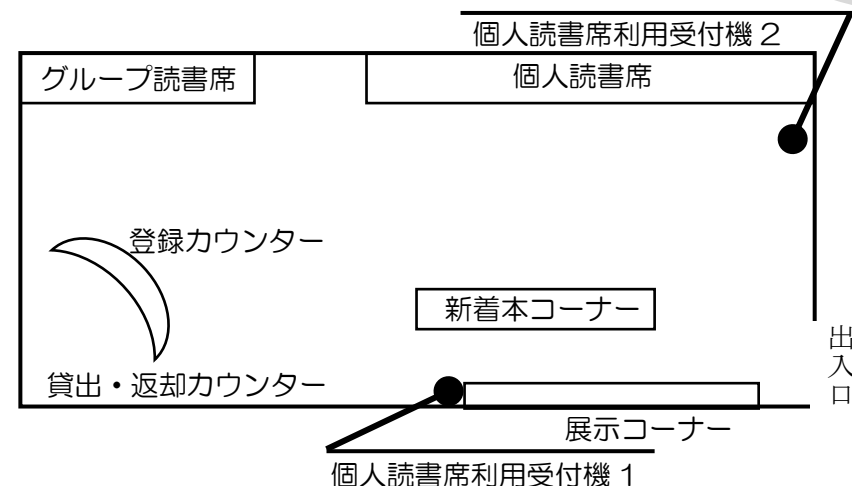 個人読書席利用受付機2
グループ読書席
個人読書席
登録カウンター
新着本コーナー
出入口
貸出・返却カウンター
展示コーナー
個人読書席利用受付機1